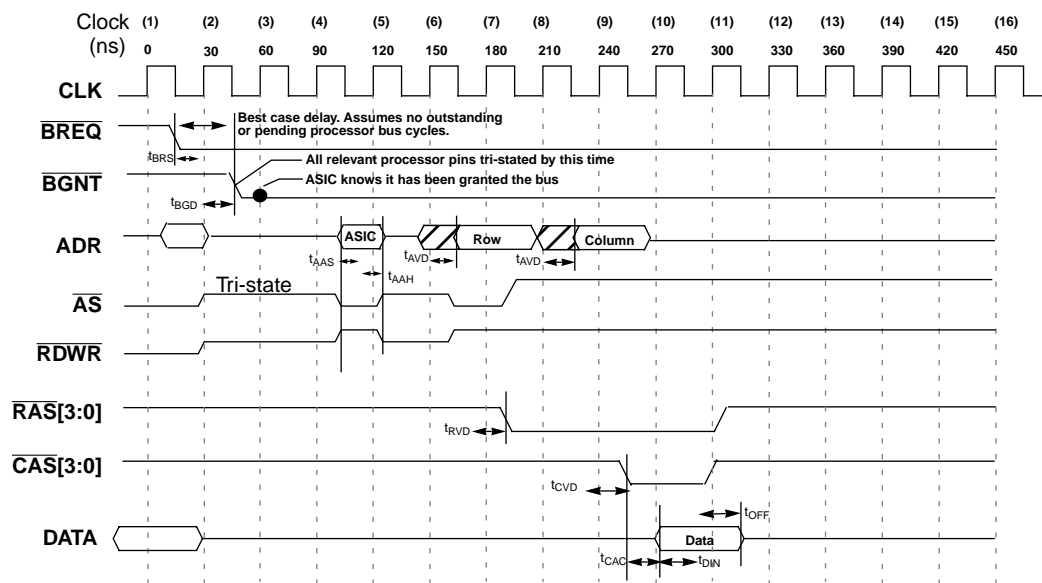 Clock (1) (2) (3) (4) (5) (6) (7) (8) (9) (10) (11) (12) (13) (14) (15) (16)
(ns) 0 30 60 90 120 150 180 210 240 270 300 330 360 390 420 450
CLK
Best case delay. Assumes no outstanding
or pending processor bus cycles.
BREQ
tBRS
All relevant processor pins tri-stated by this time
BGNT
ASIC knows it has been granted the bus
tBGD
ADR ASIC Row Column
tAAS tAAH tAVD tAVD
Tri-state
AS
RDWR
RAS[3:0]
tRVD
CAS[3:0]
tCVD
tOFF
DATA Data
tCAC tDIN